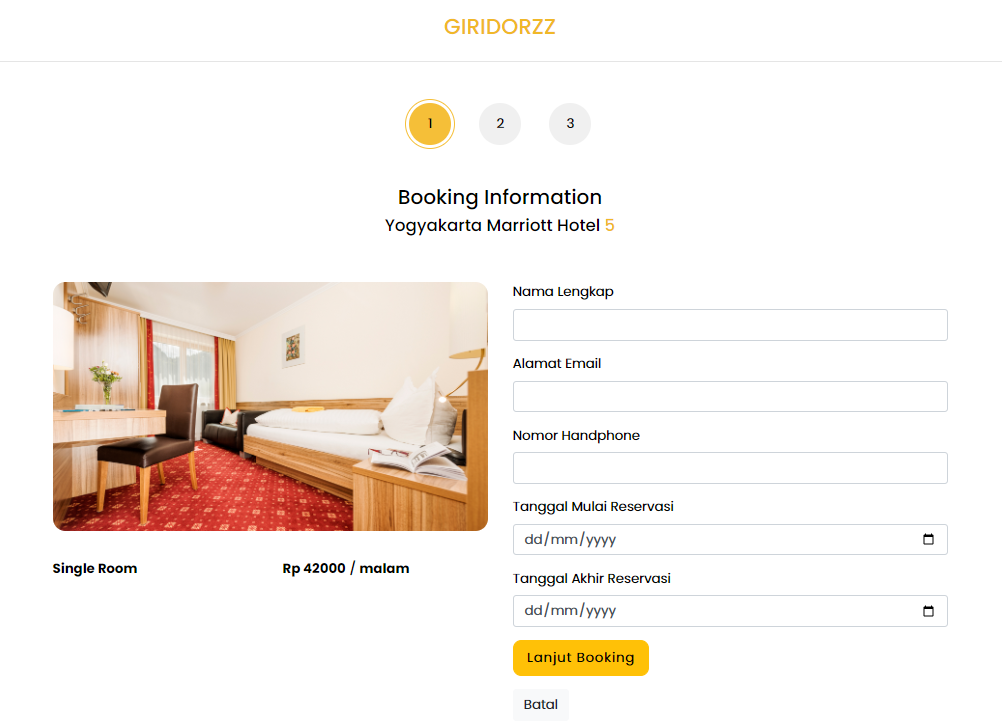 GIRIDORZZ
1 2 3
Booking Information
Yogyakarta Marriott Hotel 5
Nama Lengkap
Alamat Email
Nomor Handphone
Tanggal Mulai Reservasi
dd/mm/yyyy
Tanggal Akhir Reservasi
dd/mm/yyyy
Single Room
Rp 42000 / malam
Lanjut Booking
Batal